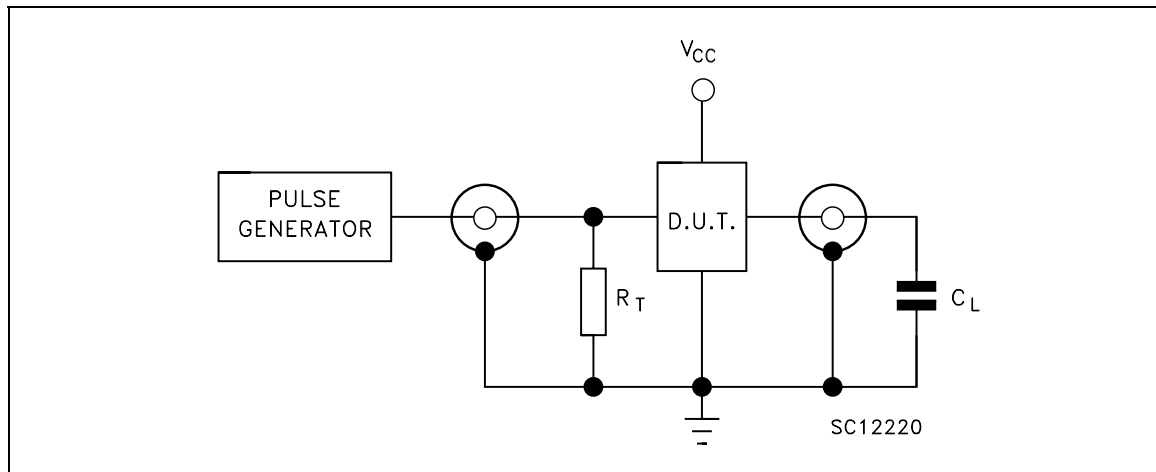 VCC
PULSE
GENERATOR
D.U.T.
RT
CL
SC12220